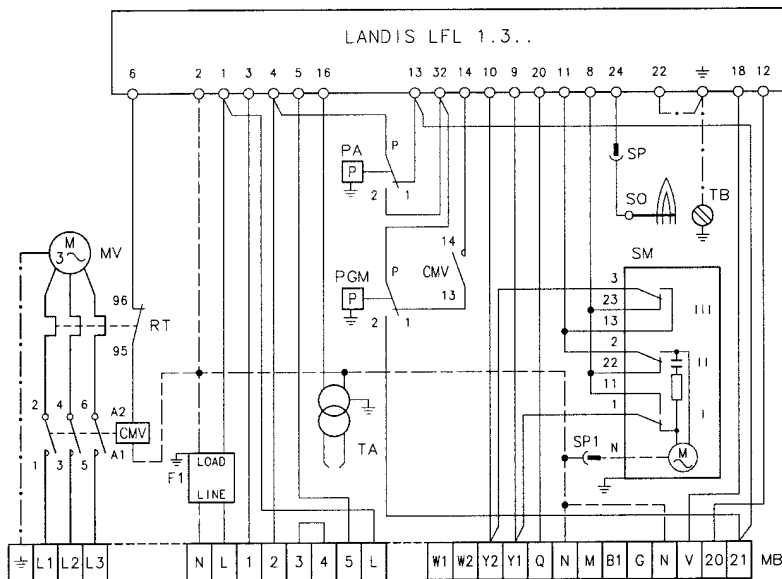 LANDIS LFL 1.3..
6 2 1 3 4 5 16 13 32 14 10 9 20 11 8 24 22 18 12
PA
P
P
2 1
SP
SO
TB
M
3
MV
14
CMV
13
PGM
P
P
2 1
SM
3
23
13
III
2
22
11
II
1
I
96
RT
95
2 4 6
A2
CMV
A1
1 3 5
TA
SP1
N
M
F1
LOAD
LINE
L1 L2 L3
N L 1 2 3 4 5 L
W1 W2 Y2 Y1 Q N M B1 G N V 20 21
MB